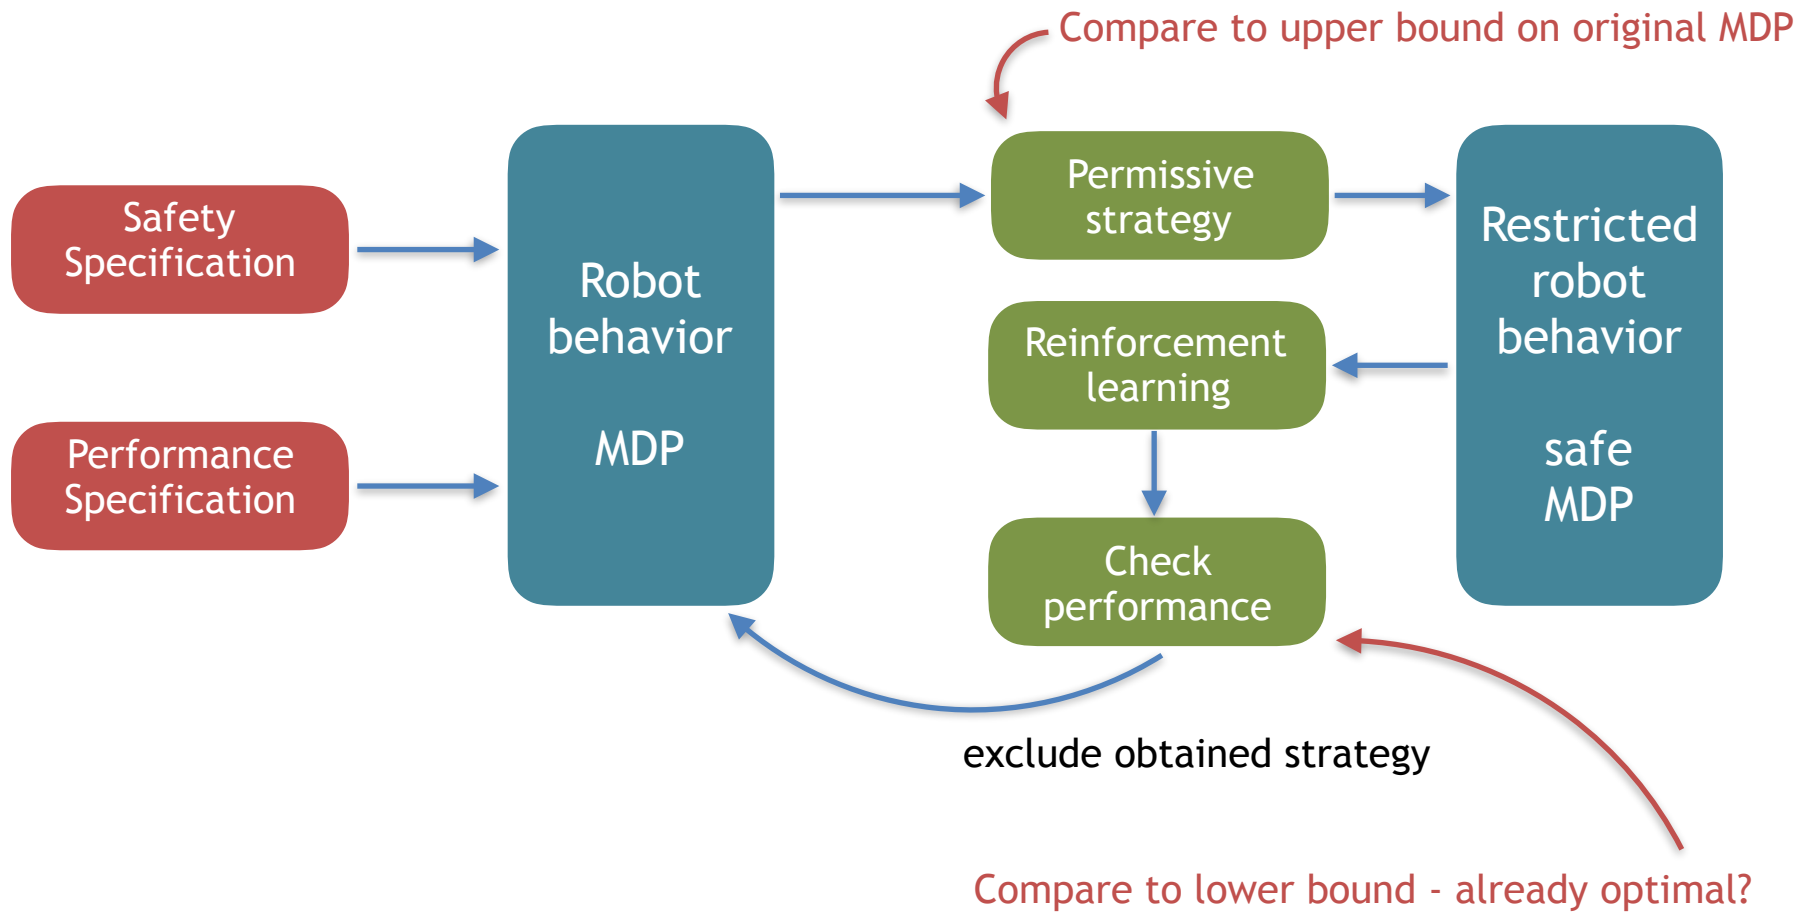 Compare to upper bound on original MDP
Safety
Specification
Performance
Specification
Robot
behavior
MDP
Permissive
strategy
Reinforcement
learning
Check
performance
Restricted
robot
behavior
safe
MDP
exclude obtained strategy
Compare to lower bound - already optimal?